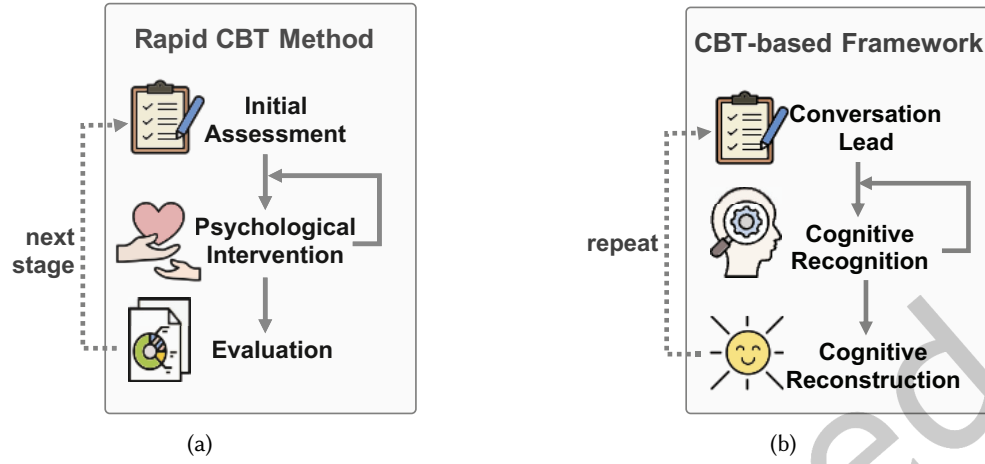 Rapid CBT Method
Initial
Assessment
Psychological
Intervention
next
stage
Evaluation
(a)
CBT-based Framework
Conversation
Lead
Cognitive
Recognition
repeat
Cognitive
Reconstruction
(b)